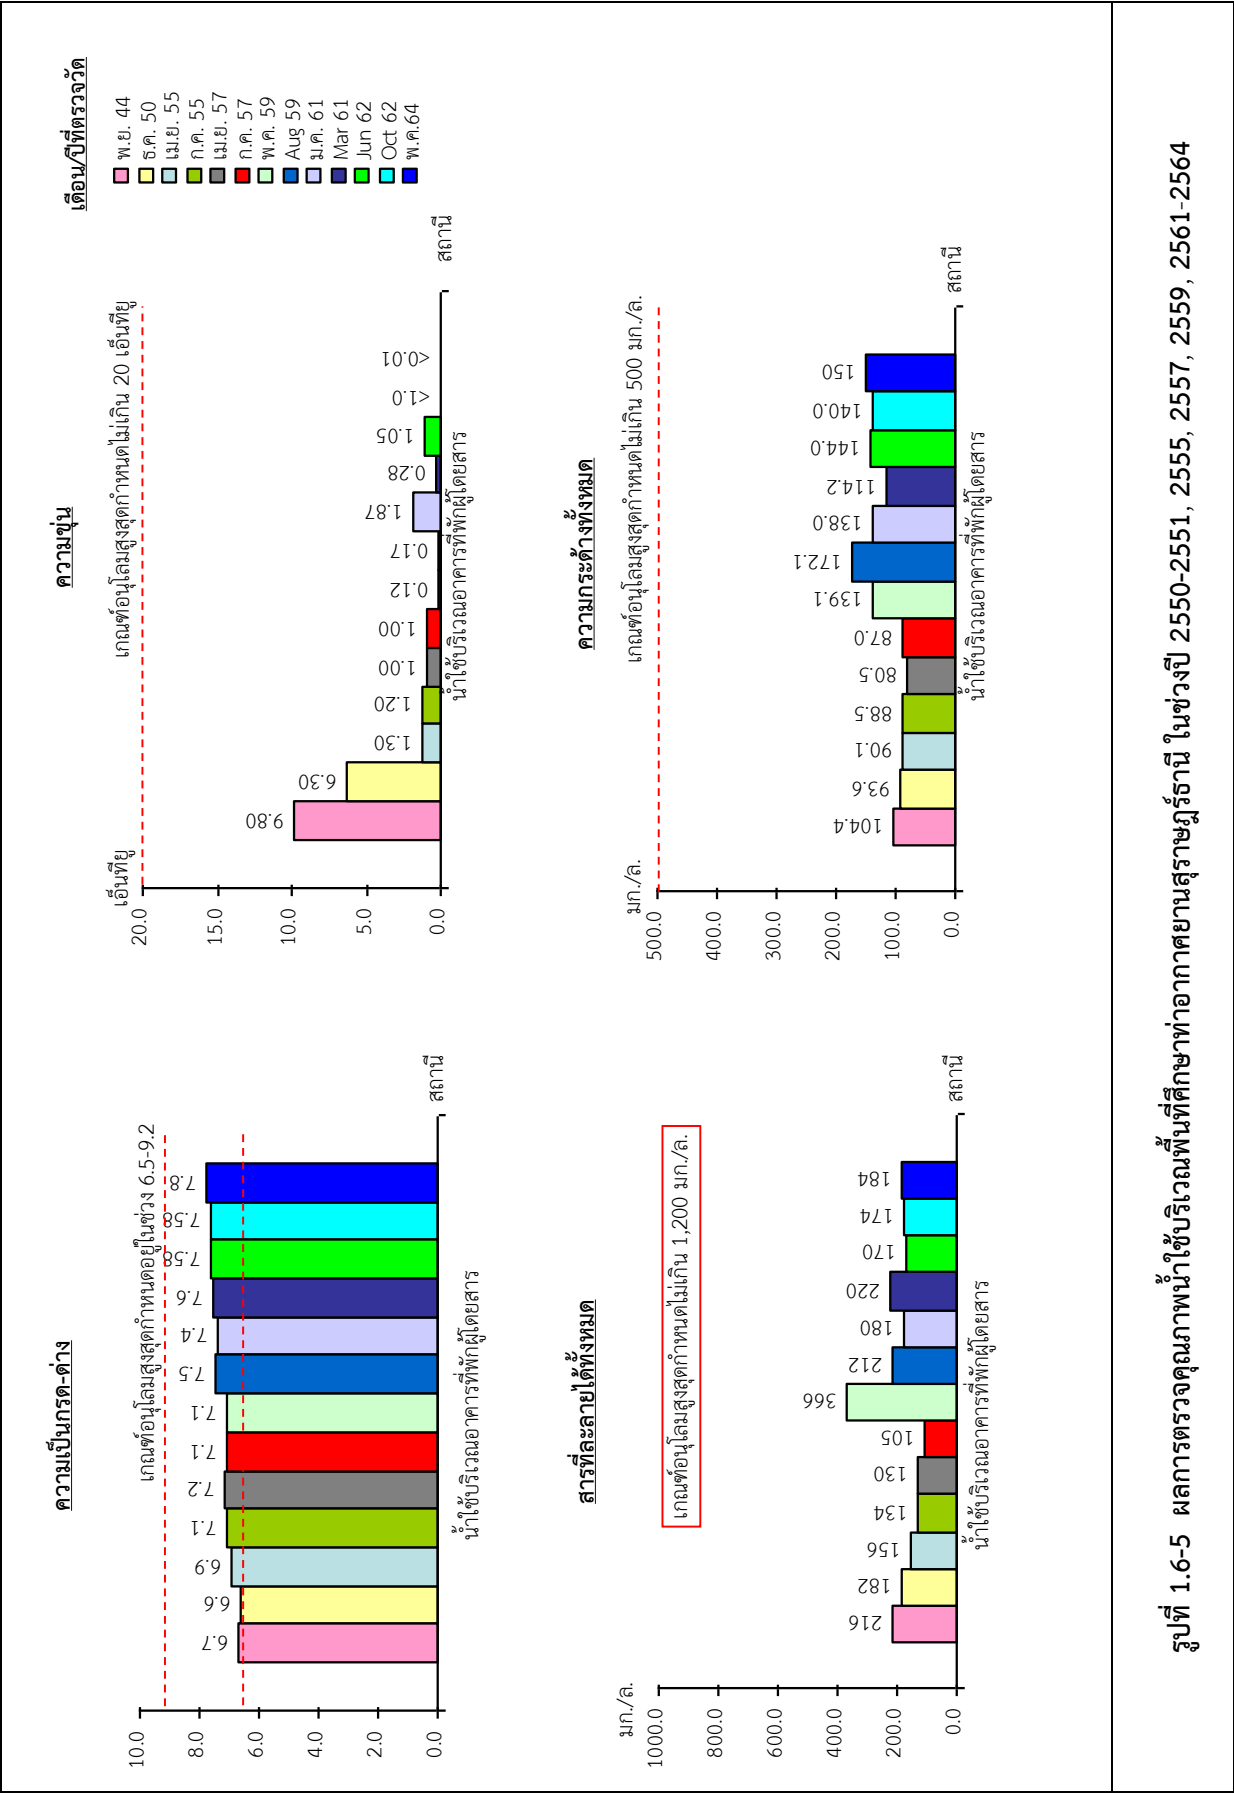 ความเป็นกรด-ด่าง
เกณฑ์อนุโลมสูงสุดกำหนดอยู่ในช่วง 6.5-9.2
10.0
8.0
6.0
4.0
2.0
0.0
6.7
6.6
6.9
7.1
7.2
7.1
7.1
7.5
7.4
7.6
7.58
7.58
7.8
น้ำใช้บริเวณอาคารที่พักผู้โดยสาร
สถานี
ความขุ่น
เอ็นทียู
เกณฑ์อนุโลมสูงสุดกำหนดไม่เกิน 20 เอ็นทียู
20.0
15.0
10.0
5.0
0.0
9.80
6.30
1.30
1.20
1.00
1.00
0.12
0.17
1.87
0.28
1.05
<1.0
<0.01
น้ำใช้บริเวณอาคารที่พักผู้โดยสาร
สถานี
เดือน/ปีที่ตรวจวัด
พ.ย. 44
ธ.ค. 50
เม.ย. 55
ก.ค. 55
เม.ย. 57
ก.ค. 57
พ.ค. 59
Aug 59
ม.ค. 61
Mar 61
Jun 62
Oct 62
พ.ค.64
สารที่ละลายได้ทั้งหมด
มก./ล.
เกณฑ์อนุโลมสูงสุดกำหนดไม่เกิน 1,200 มก./ล.
1000.0
800.0
600.0
400.0
200.0
0.0
216
182
156
134
130
105
366
212
180
220
170
174
184
น้ำใช้บริเวณอาคารที่พักผู้โดยสาร
สถานี
ความกระด้างทั้งหมด
มก./ล.
เกณฑ์อนุโลมสูงสุดกำหนดไม่เกิน 500 มก./ล.
500.0
400.0
300.0
200.0
100.0
0.0
104.4
93.6
90.1
88.5
80.5
87.0
139.1
172.1
138.0
114.2
144.0
140.0
150
น้ำใช้บริเวณอาคารที่พักผู้โดยสาร
สถานี
รูปที่ 1.6-5 ผลการตรวจคุณภาพน้ำใช้บริเวณพื้นที่ศึกษาท่าอากาศยานสุราษฎร์ธานี ในช่วงปี 2550-2551, 2555, 2557, 2559, 2561-2564